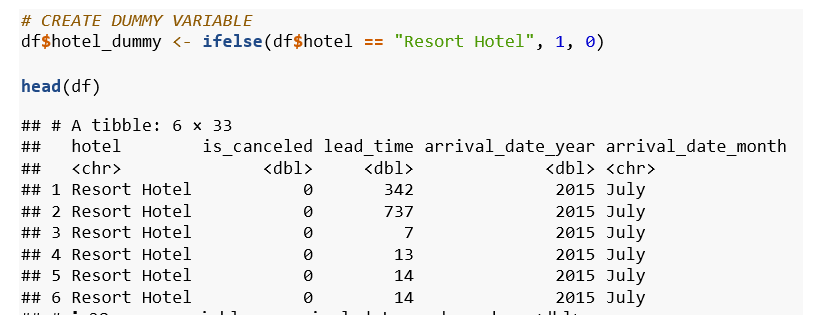 # CREATE DUMMY VARIABLE
df$hotel_dummy <- ifelse(df$hotel == "Resort Hotel", 1, 0)
head(df)
## # A tibble: 6 × 33
##   hotel        is_canceled lead_time arrival_date_year arrival_date_month
##   <chr>              <dbl>     <dbl>             <dbl> <chr>
## 1 Resort Hotel           0       342              2015 July
## 2 Resort Hotel           0       737              2015 July
## 3 Resort Hotel           0         7              2015 July
## 4 Resort Hotel           0        13              2015 July
## 5 Resort Hotel           0        14              2015 July
## 6 Resort Hotel           0        14              2015 July